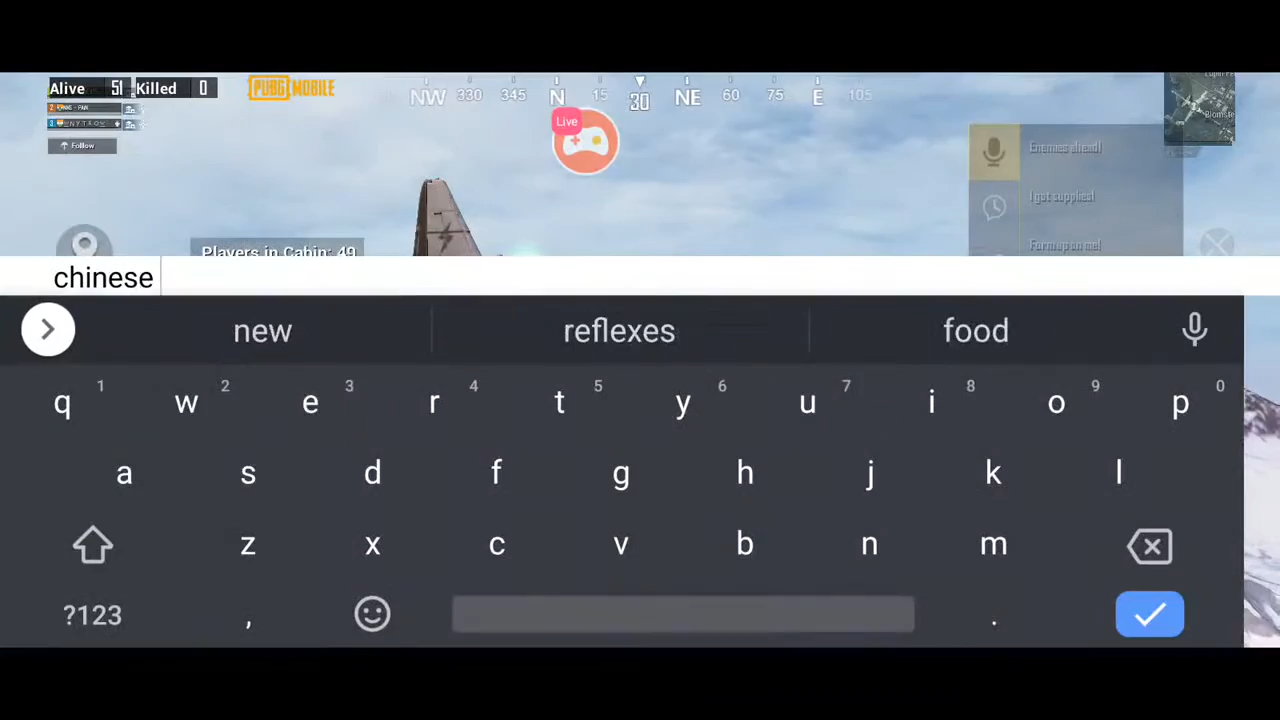 Alive 51 Killed 0
PUBG MOBILE
NW 330 345 N 15 30 NE 60 75 E 105
Live
Follow
Enemies ahead!
I got supplies!
Form up on me!
Players in Cabin: 49
chinese
new reflexes food
q 1 w 2 e 3 r 4 t 5 y 6 u 7 i 8 o 9 p 0
a s d f g h j k l
z x c v b n m
?123 , .